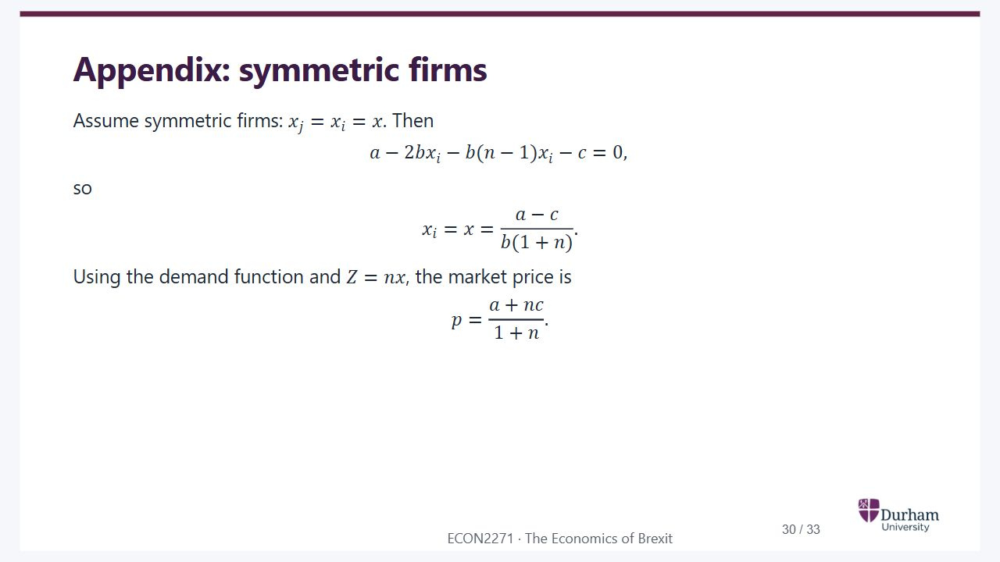 Appendix: symmetric firms
Assume symmetric firms: $x_j = x_i = x$. Then
$a - 2bx_i - b(n - 1)x_i - c = 0,$
so
$x_i = x = \frac{a - c}{b(1 + n)}.$
Using the demand function and $Z = nx$, the market price is
$p = \frac{a + nc}{1 + n}.$
ECON2271 · The Economics of Brexit
30 / 33
Durham
University